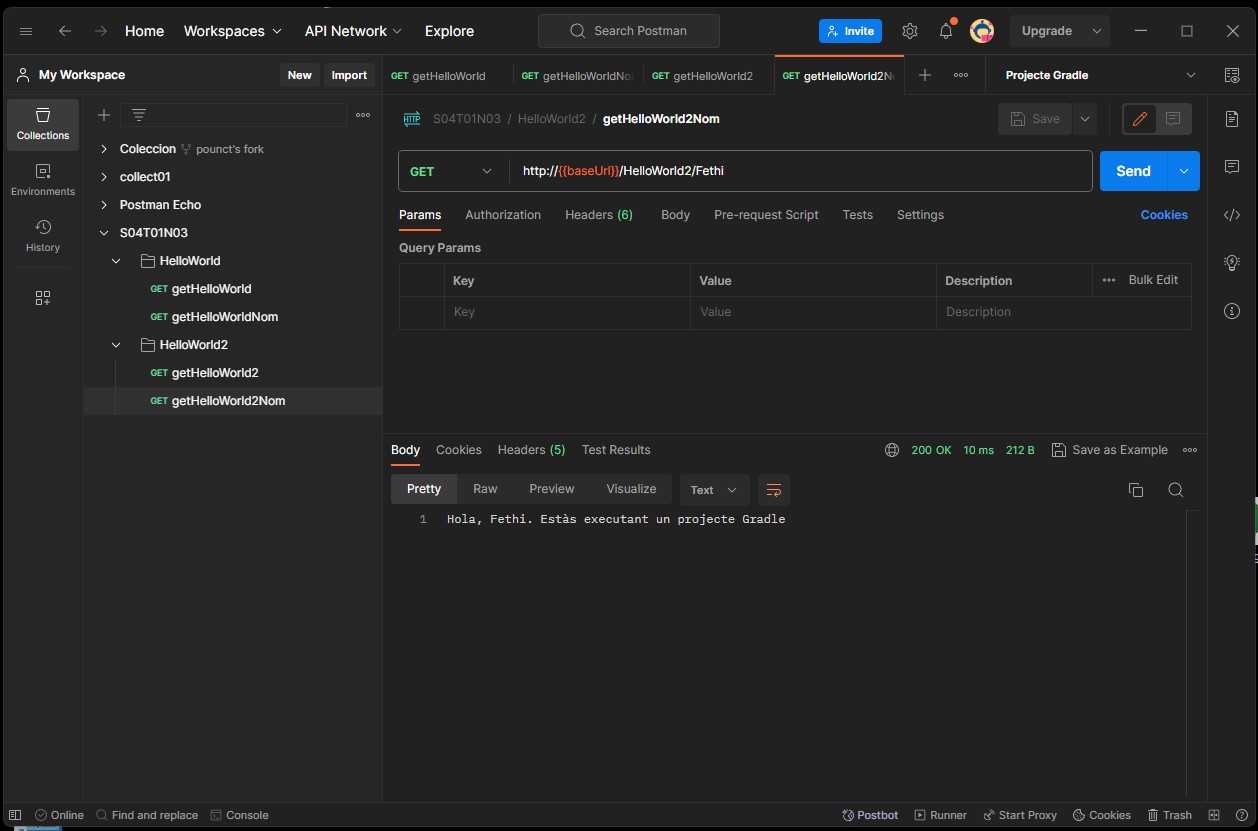 Home Workspaces API Network Explore Search Postman Invite Upgrade
My Workspace New Import GET getHelloWorld GET getHelloWorldNo GET getHelloWorld2 GET getHelloWorld2N Projecte Gradle
Collections
Environments
History
Coleccion pounct's fork
collect01
Postman Echo
S04T01N03
HelloWorld
GET getHelloWorld
GET getHelloWorldNom
HelloWorld2
GET getHelloWorld2
GET getHelloWorld2Nom
HTTP S04T01N03 / HelloWorld2 / getHelloWorld2Nom Save
GET http://{{baseUrl}}/HelloWorld2/Fethi Send
Params Authorization Headers (6) Body Pre-request Script Tests Settings Cookies
Query Params
Key Value Description Bulk Edit
Key Value Description
Body Cookies Headers (5) Test Results 200 OK 10 ms 212 B Save as Example
Pretty Raw Preview Visualize Text
1 Hola, Fethi. Estàs executant un projecte Gradle
Online Find and replace Console Postbot Runner Start Proxy Cookies Trash